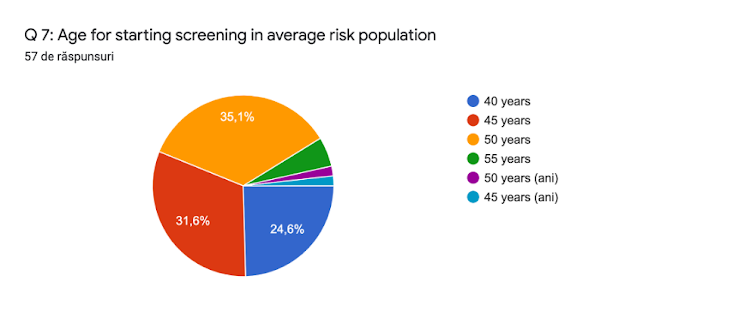 Q 7: Age for starting screening in average risk population
57 de răspunsuri
35,1%
31,6%
24,6%
40 years
45 years
50 years
55 years
50 years (ani)
45 years (ani)